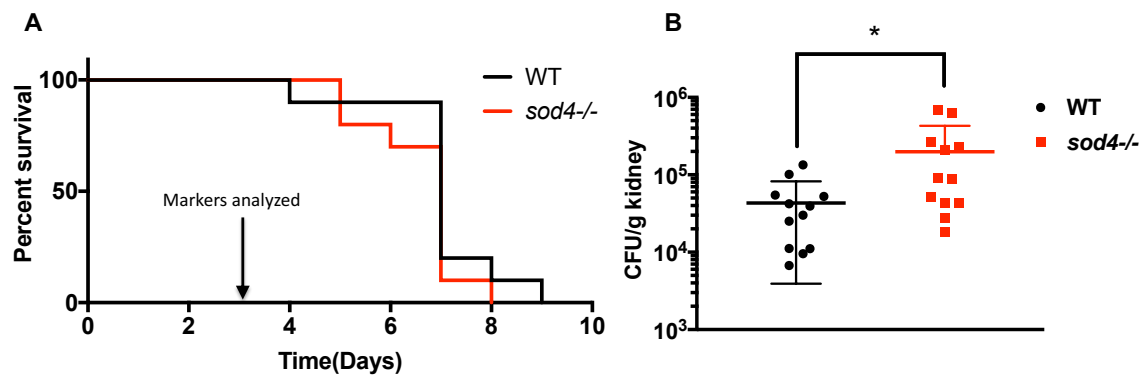 A
Percent survival
100
50
0
Markers analyzed
WT
sod4-/-
0 2 4 6 8 10
Time(Days)
B
*
CFU/g kidney
10⁶
10⁵
10⁴
10³
WT
sod4-/-